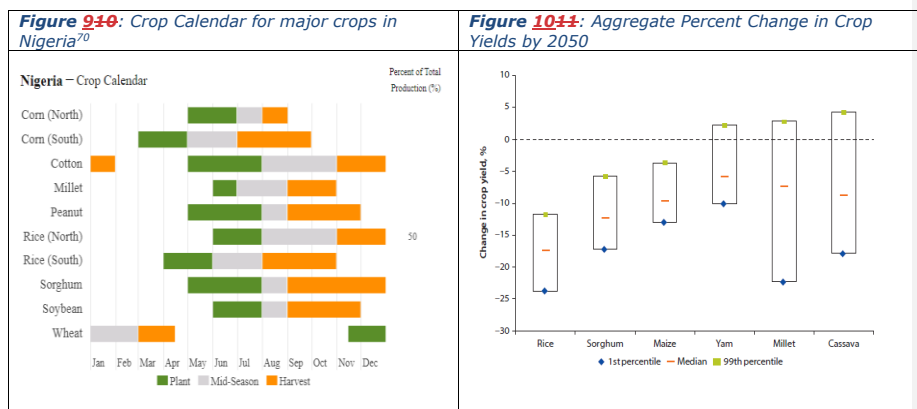 Figure 910: Crop Calendar for major crops in
Nigeria70
Figure 1011: Aggregate Percent Change in Crop
Yields by 2050
Nigeria – Crop Calendar
Percent of Total
Production (%)
Corn (North)
Corn (South)
Cotton
Millet
Peanut
Rice (North)
50
Rice (South)
Sorghum
Soybean
Wheat
Jan Feb Mar Apr May Jun Jul Aug Sep Oct Nov Dec
Plant Mid-Season Harvest
Change in crop yield, %
10
5
0
−5
−10
−15
−20
−25
−30
Rice Sorghum Maize Yam Millet Cassava
1st percentile Median 99th percentile